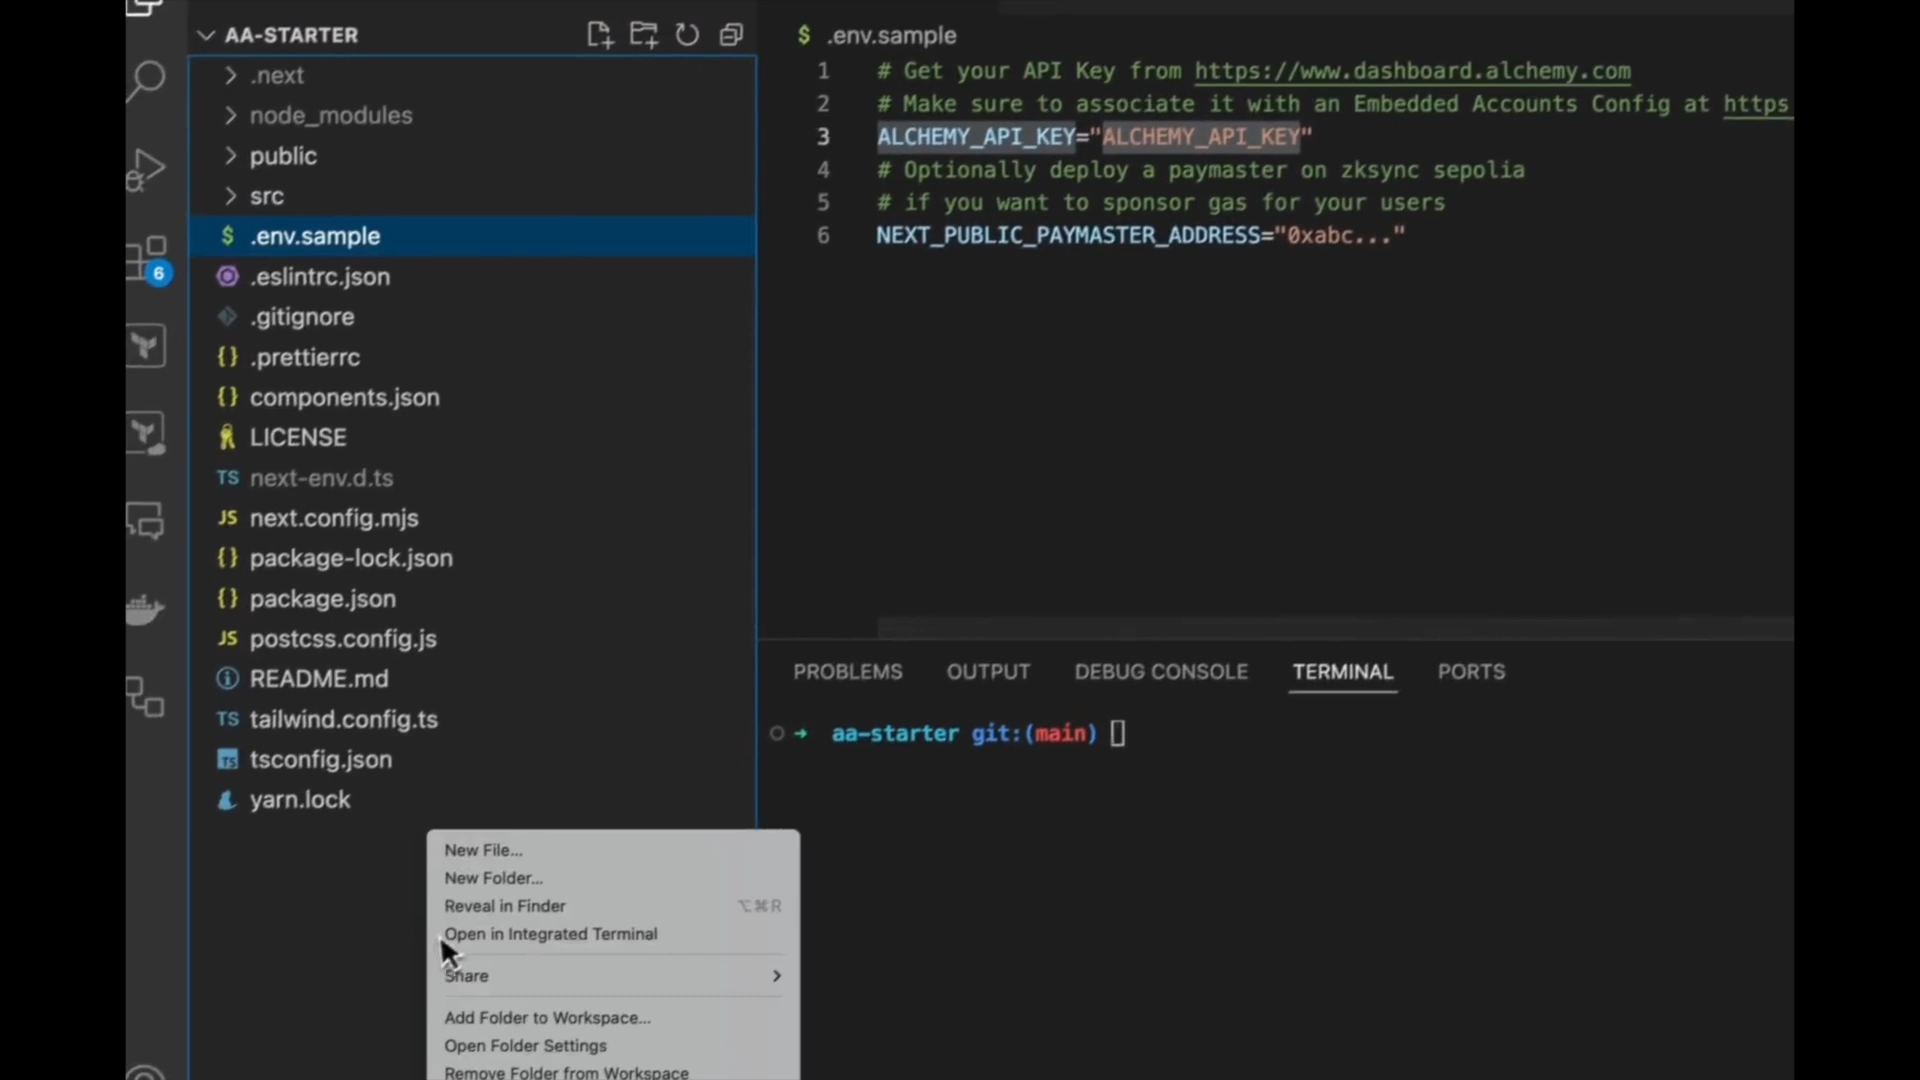 AA-STARTER
.next
node_modules
public
src
$ .env.sample
.eslintrc.json
.gitignore
{} .prettierrc
{} components.json
LICENSE
TS next-env.d.ts
JS next.config.mjs
{} package-lock.json
{} package.json
JS postcss.config.js
README.md
TS tailwind.config.ts
TS tsconfig.json
yarn.lock
6
$ .env.sample
1 # Get your API Key from https://www.dashboard.alchemy.com
2 # Make sure to associate it with an Embedded Accounts Config at https
3 ALCHEMY_API_KEY="ALCHEMY_API_KEY"
4 # Optionally deploy a paymaster on zksync sepolia
5 # if you want to sponsor gas for your users
6 NEXT_PUBLIC_PAYMASTER_ADDRESS="0xabc..."
PROBLEMS OUTPUT DEBUG CONSOLE TERMINAL PORTS
aa-starter git:(main)
New File...
New Folder...
Reveal in Finder ⌥⌘R
Open in Integrated Terminal
Share
Add Folder to Workspace...
Open Folder Settings
Remove Folder from Workspace